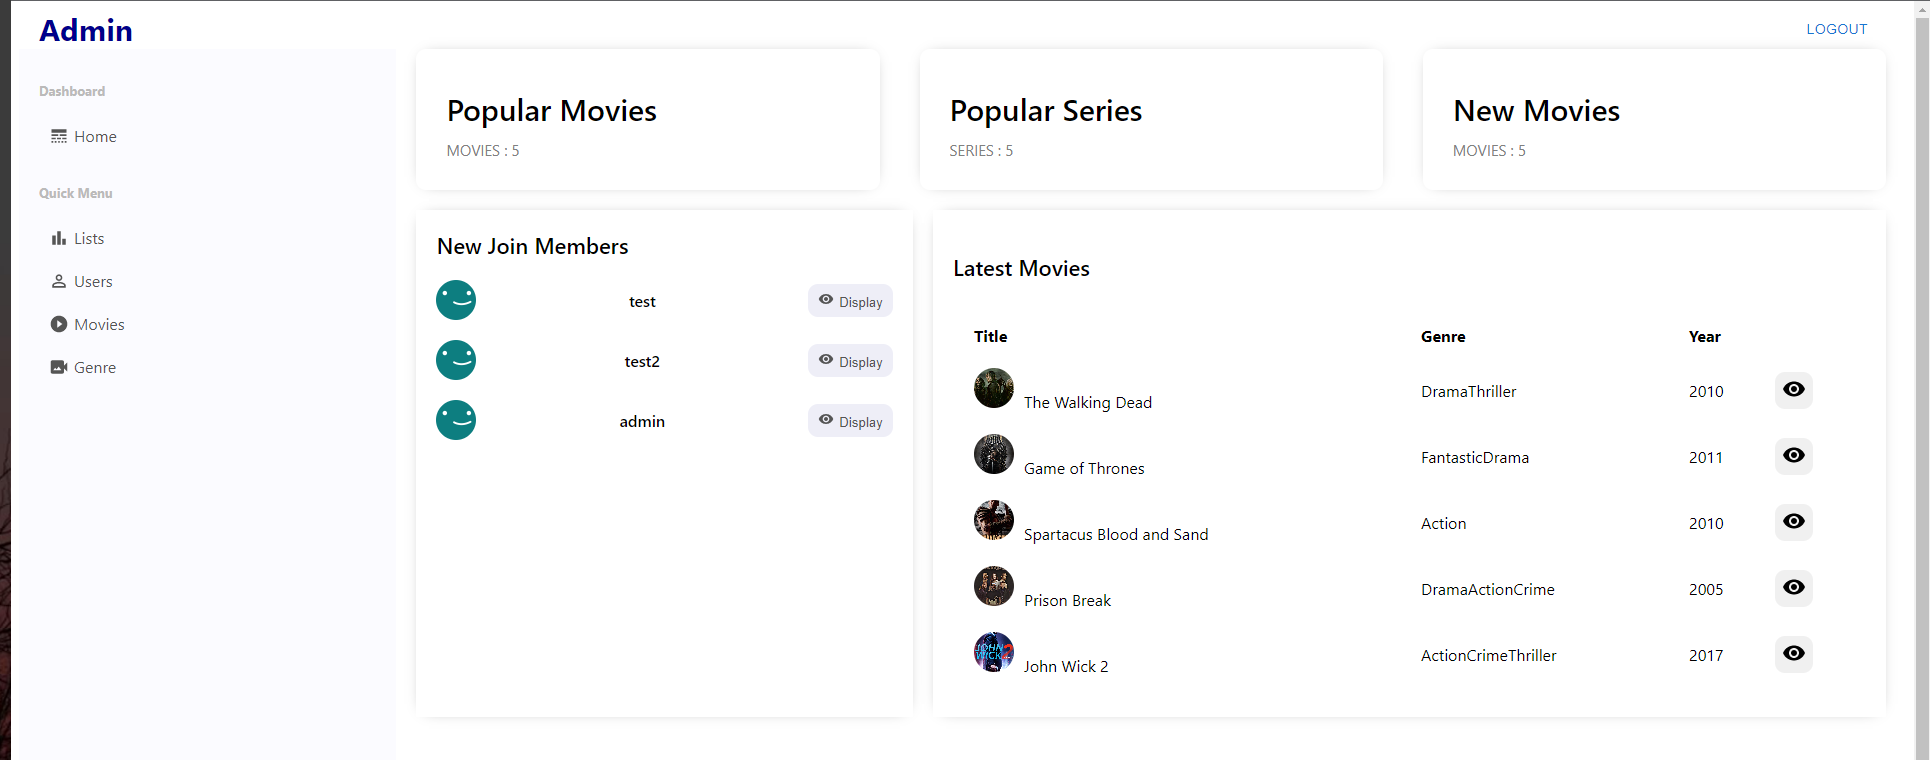 Admin
LOGOUT
Dashboard
Home
Quick Menu
Lists
Users
Movies
Genre
Popular Movies
MOVIES : 5
Popular Series
SERIES : 5
New Movies
MOVIES : 5
New Join Members
test Display
test2 Display
admin Display
Latest Movies
Title Genre Year
The Walking Dead DramaThriller 2010
Game of Thrones FantasticDrama 2011
Spartacus Blood and Sand Action 2010
Prison Break DramaActionCrime 2005
JOHN WICK 2
John Wick 2 ActionCrimeThriller 2017